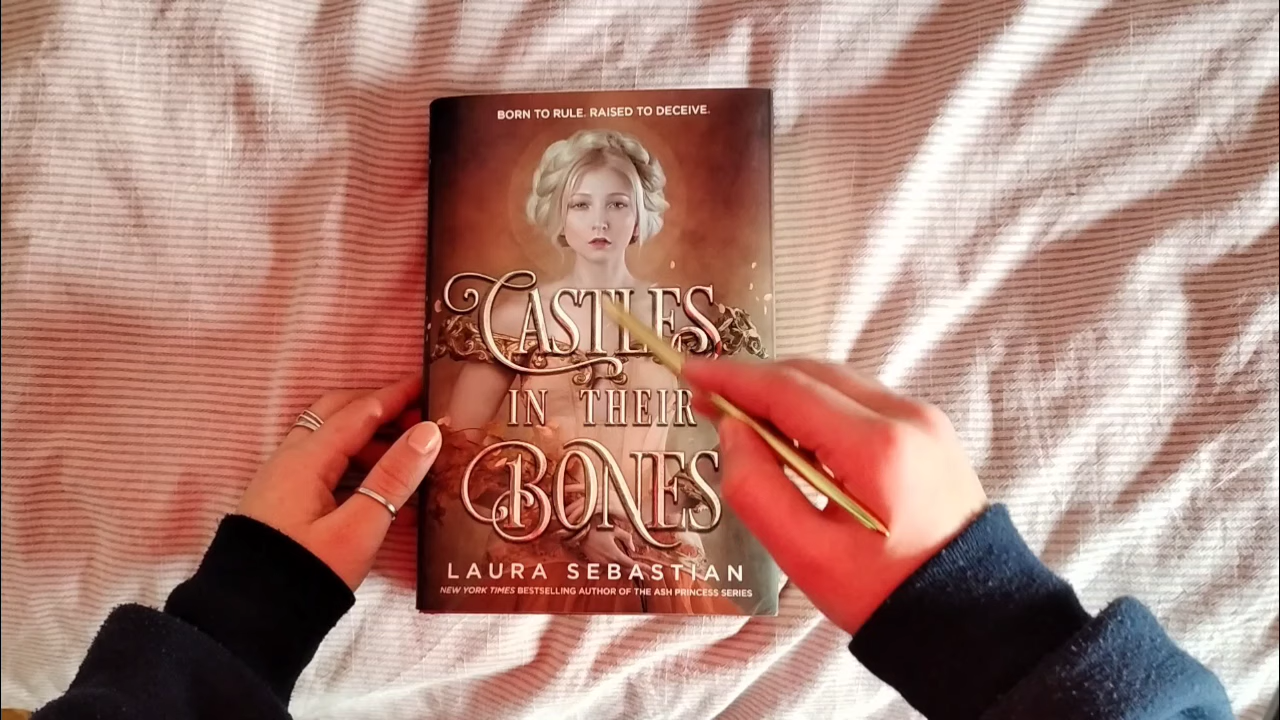 BORN TO RULE. RAISED TO DECEIVE.
CASTLES
IN THEIR
BONES
LAURA SEBASTIAN
NEW YORK TIMES BESTSELLING AUTHOR OF THE ASH PRINCESS SERIES